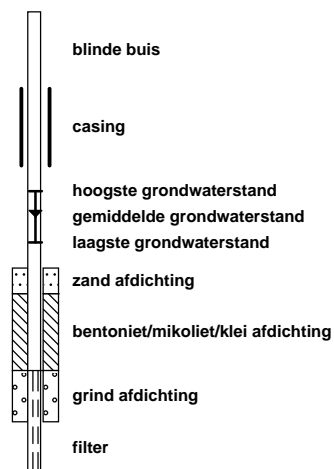 blinde buis
casing
hoogste grondwaterstand
gemiddelde grondwaterstand
laagste grondwaterstand
zand afdichting
bentoniet/mikoliet/klei afdichting
grind afdichting
filter